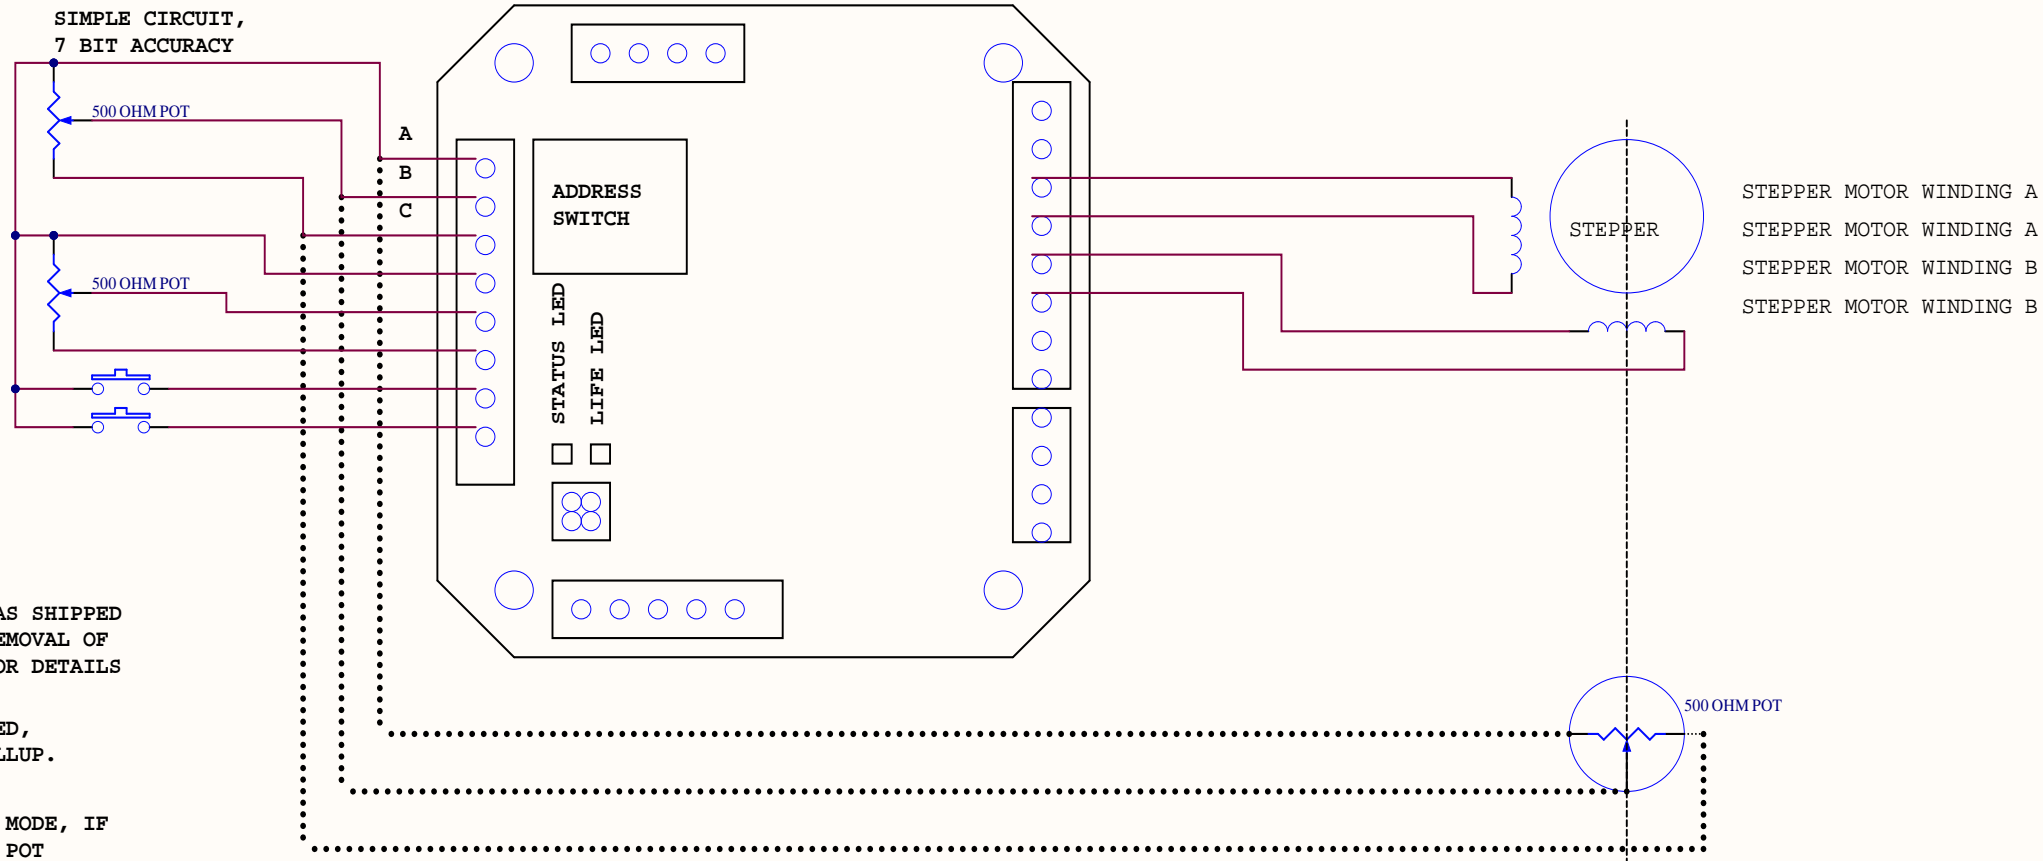 SIMPLE CIRCUIT,
7 BIT ACCURACY
500 OHM POT
A
B
C
ADDRESS
SWITCH
500 OHM POT
STATUS LED
LIFE LED
STEPPER
STEPPER MOTOR WINDING A
STEPPER MOTOR WINDING A
STEPPER MOTOR WINDING B
STEPPER MOTOR WINDING B
AS SHIPPED
EMOVAL OF
OR DETAILS
ED,
LLUP.
MODE, IF
POT
500 OHM POT